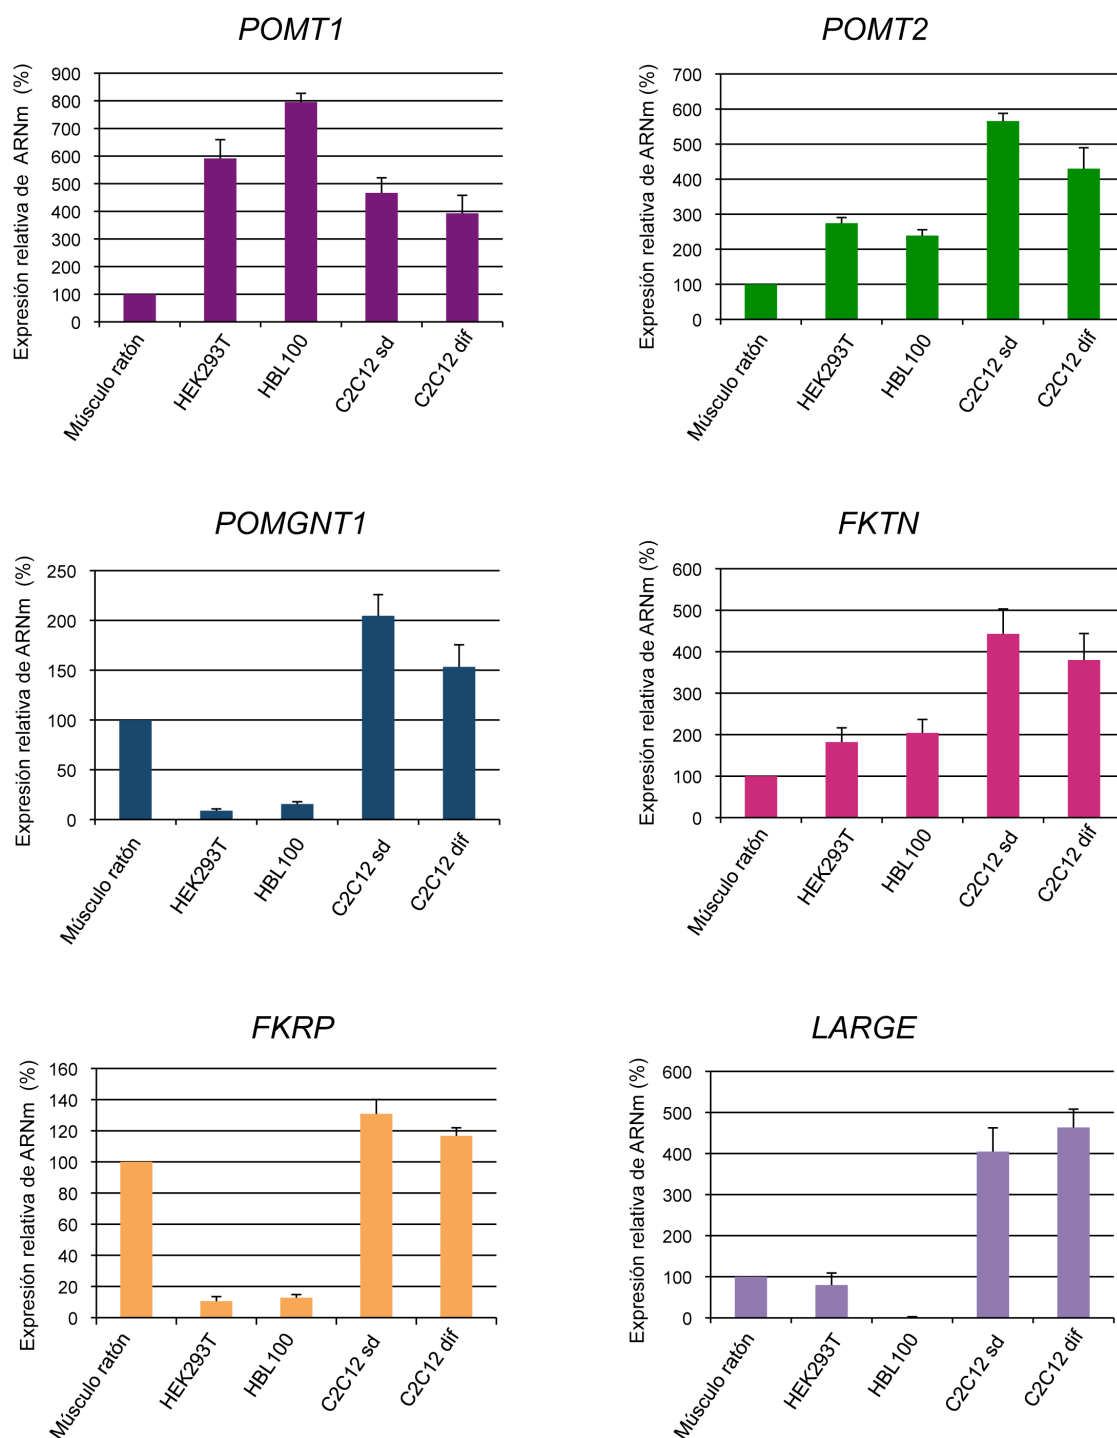 POMT1
Expresión relativa de ARNm (%)
900
800
700
600
500
400
300
200
100
0
Músculo ratón
HEK293T
HBL100
C2C12 sd
C2C12 dif
POMT2
Expresión relativa de ARNm (%)
700
600
500
400
300
200
100
0
Músculo ratón
HEK293T
HBL100
C2C12 sd
C2C12 dif
POMGNT1
Expresión relativa de ARNm (%)
250
200
150
100
50
0
Músculo ratón
HEK293T
HBL100
C2C12 sd
C2C12 dif
FKTN
Expresión relativa de ARNm (%)
600
500
400
300
200
100
0
Músculo ratón
HEK293T
HBL100
C2C12 sd
C2C12 dif
FKRP
Expresión relativa de ARNm (%)
160
140
120
100
80
60
40
20
0
Músculo ratón
HEK293T
HBL100
C2C12 sd
C2C12 dif
LARGE
Expresión relativa de ARNm (%)
600
500
400
300
200
100
0
Músculo ratón
HEK293T
HBL100
C2C12 sd
C2C12 dif